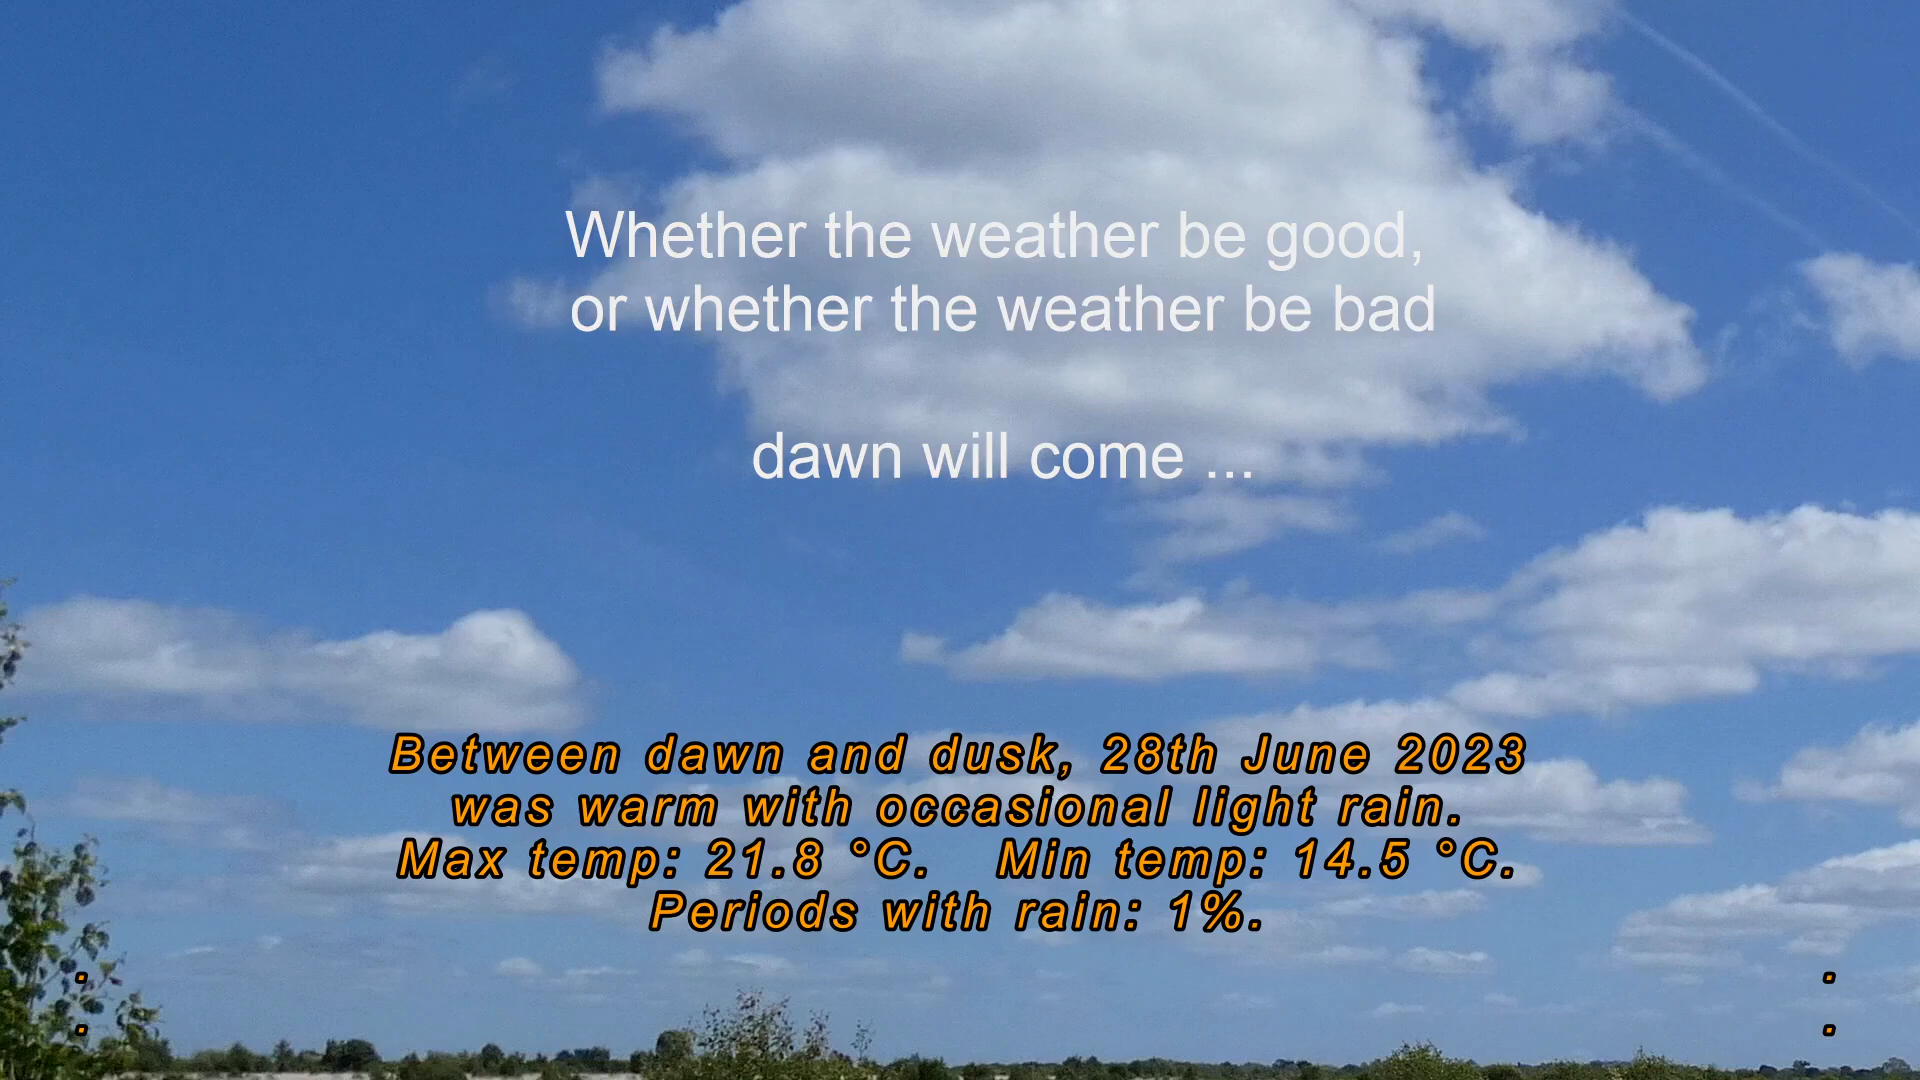 Whether the weather be good,
or whether the weather be bad
dawn will come ...
Between dawn and dusk, 28th June 2023
was warm with occasional light rain.
Max temp: 21.8 °C. Min temp: 14.5 °C.
Periods with rain: 1%.
. .
. .